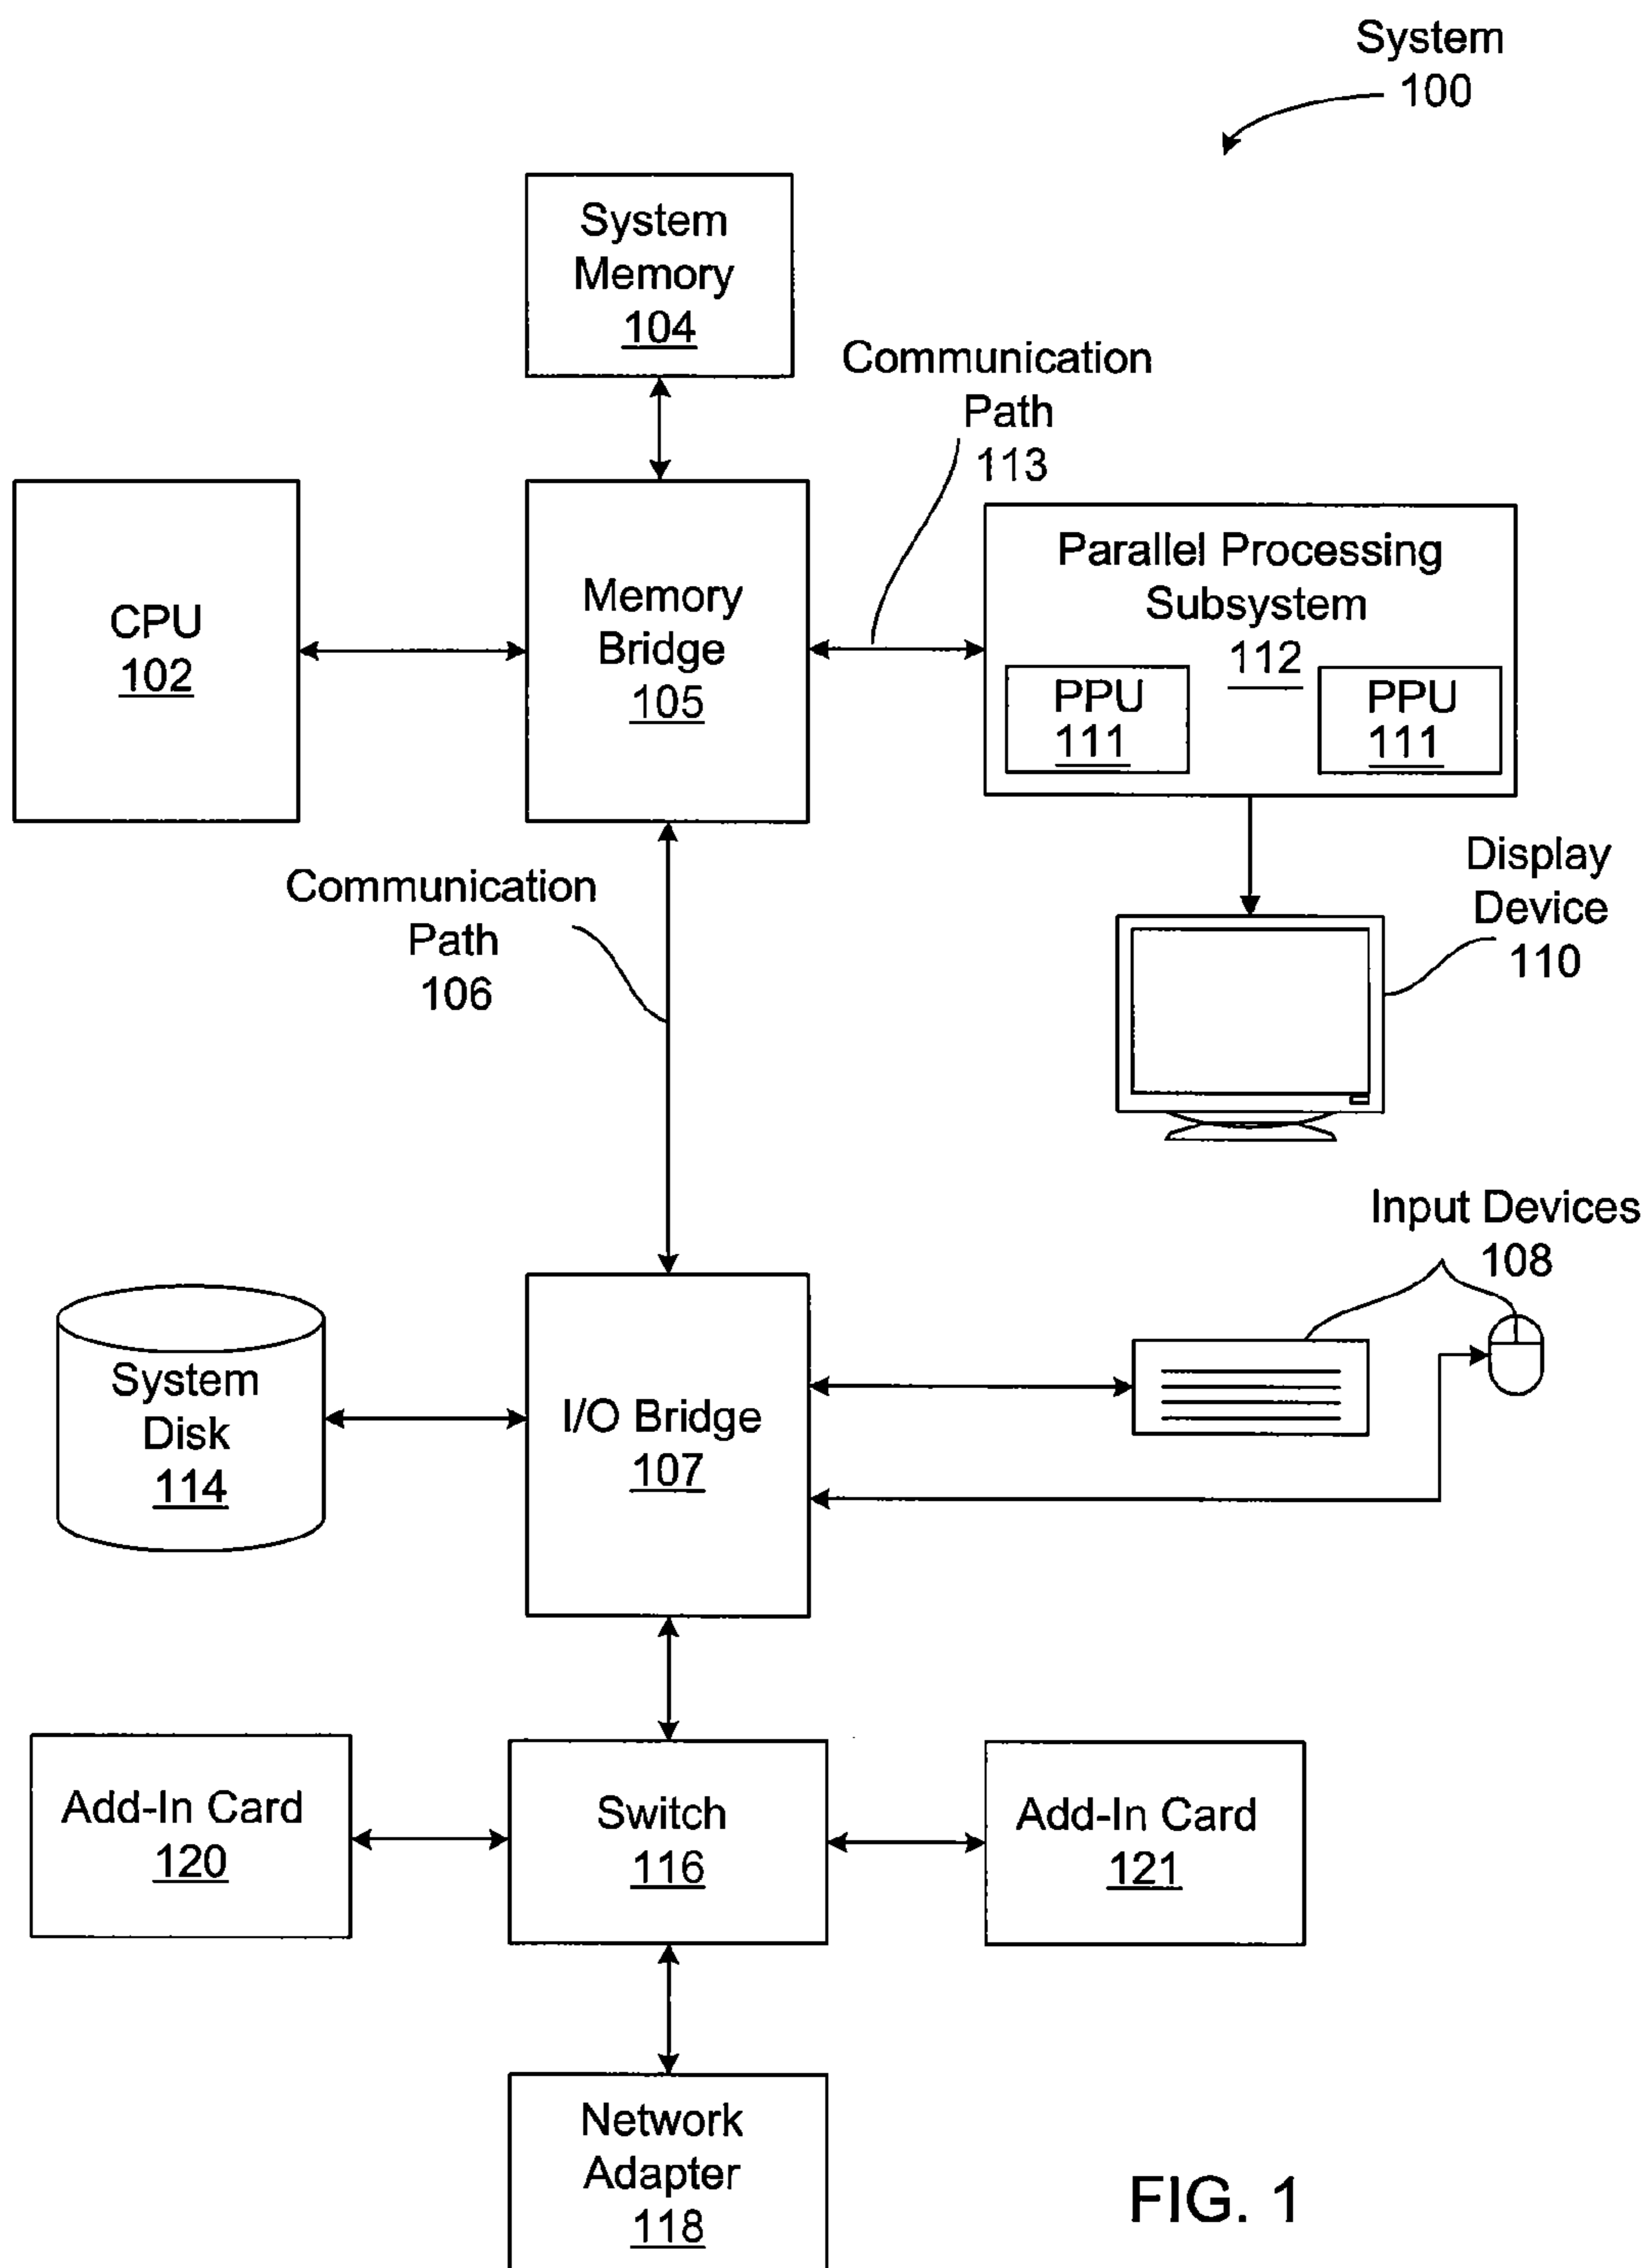 System
100
System
Memory
104
Communication
Path
113
CPU
102
Memory
Bridge
105
Parallel Processing
Subsystem
112
PPU
111
PPU
111
Communication
Path
106
Display
Device
110
Input Devices
108
System
Disk
114
I/O Bridge
107
Add-In Card
120
Switch
116
Add-In Card
121
Network
Adapter
118
FIG. 1